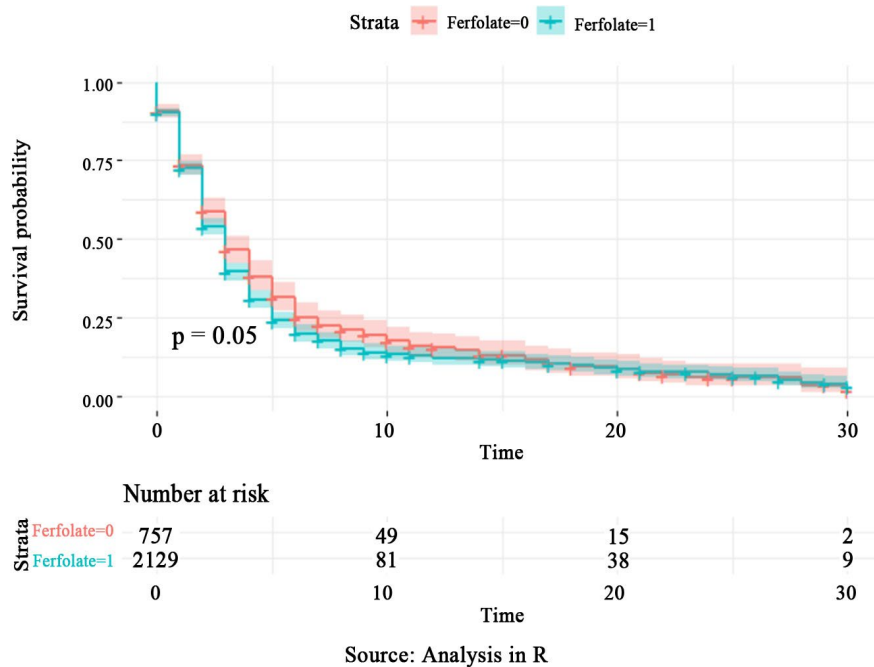 Strata Ferfolate=0 Ferfolate=1
Survival probability
1.00
0.75
0.50
0.25
0.00
p = 0.05
0 10 20 30
Time
Number at risk
Strata
Ferfolate=0 757 49 15 2
Ferfolate=1 2129 81 38 9
0 10 20 30
Time
Source: Analysis in R